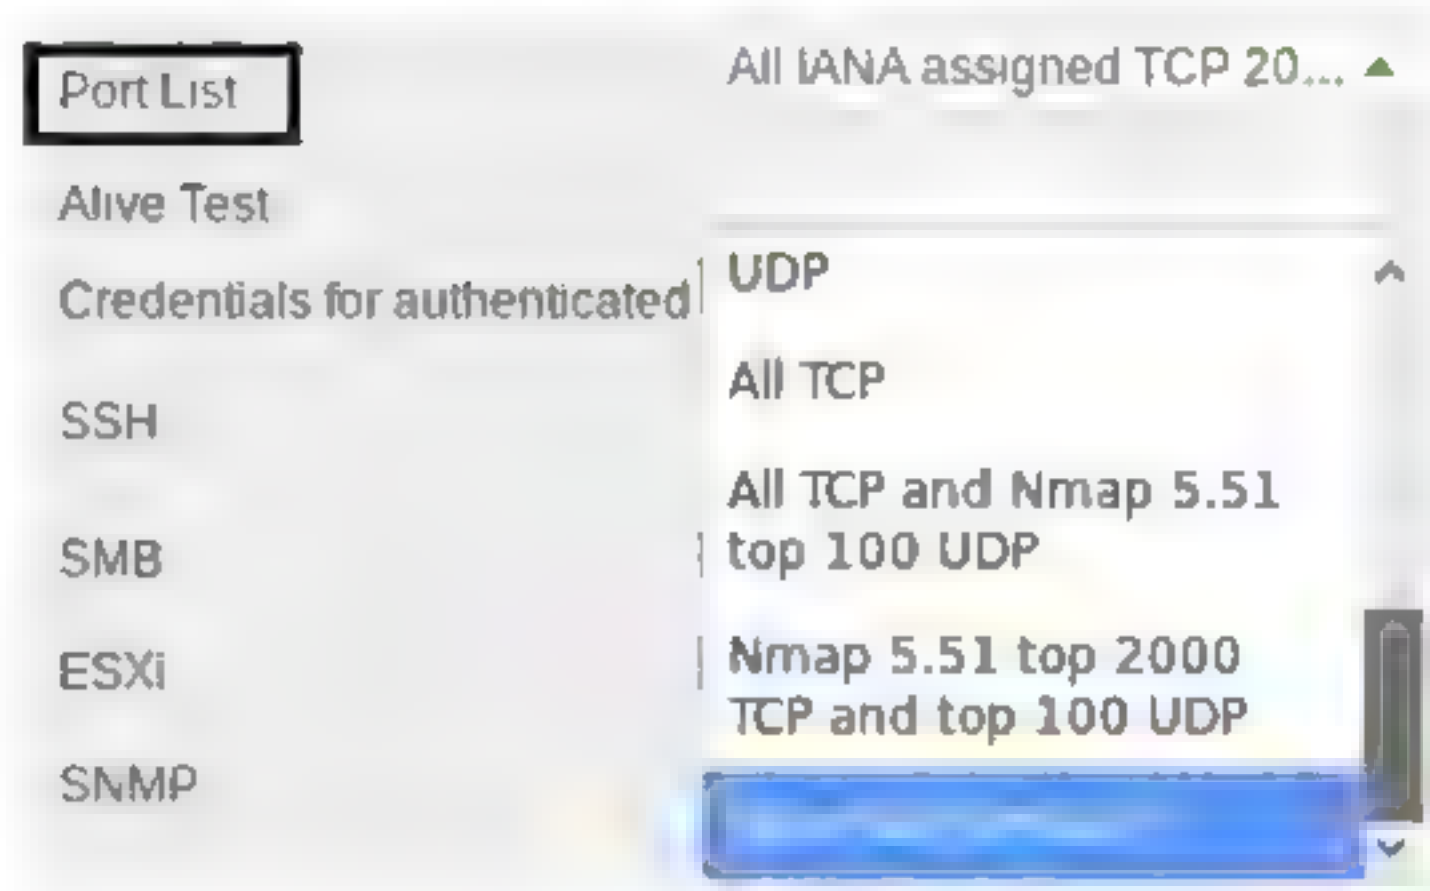 Port List
All IANA assigned TCP 20...
Alive Test
Credentials for authenticated
SSH
SMB
ESXi
SNMP
UDP
All TCP
All TCP and Nmap 5.51
top 100 UDP
Nmap 5.51 top 2000
TCP and top 100 UDP